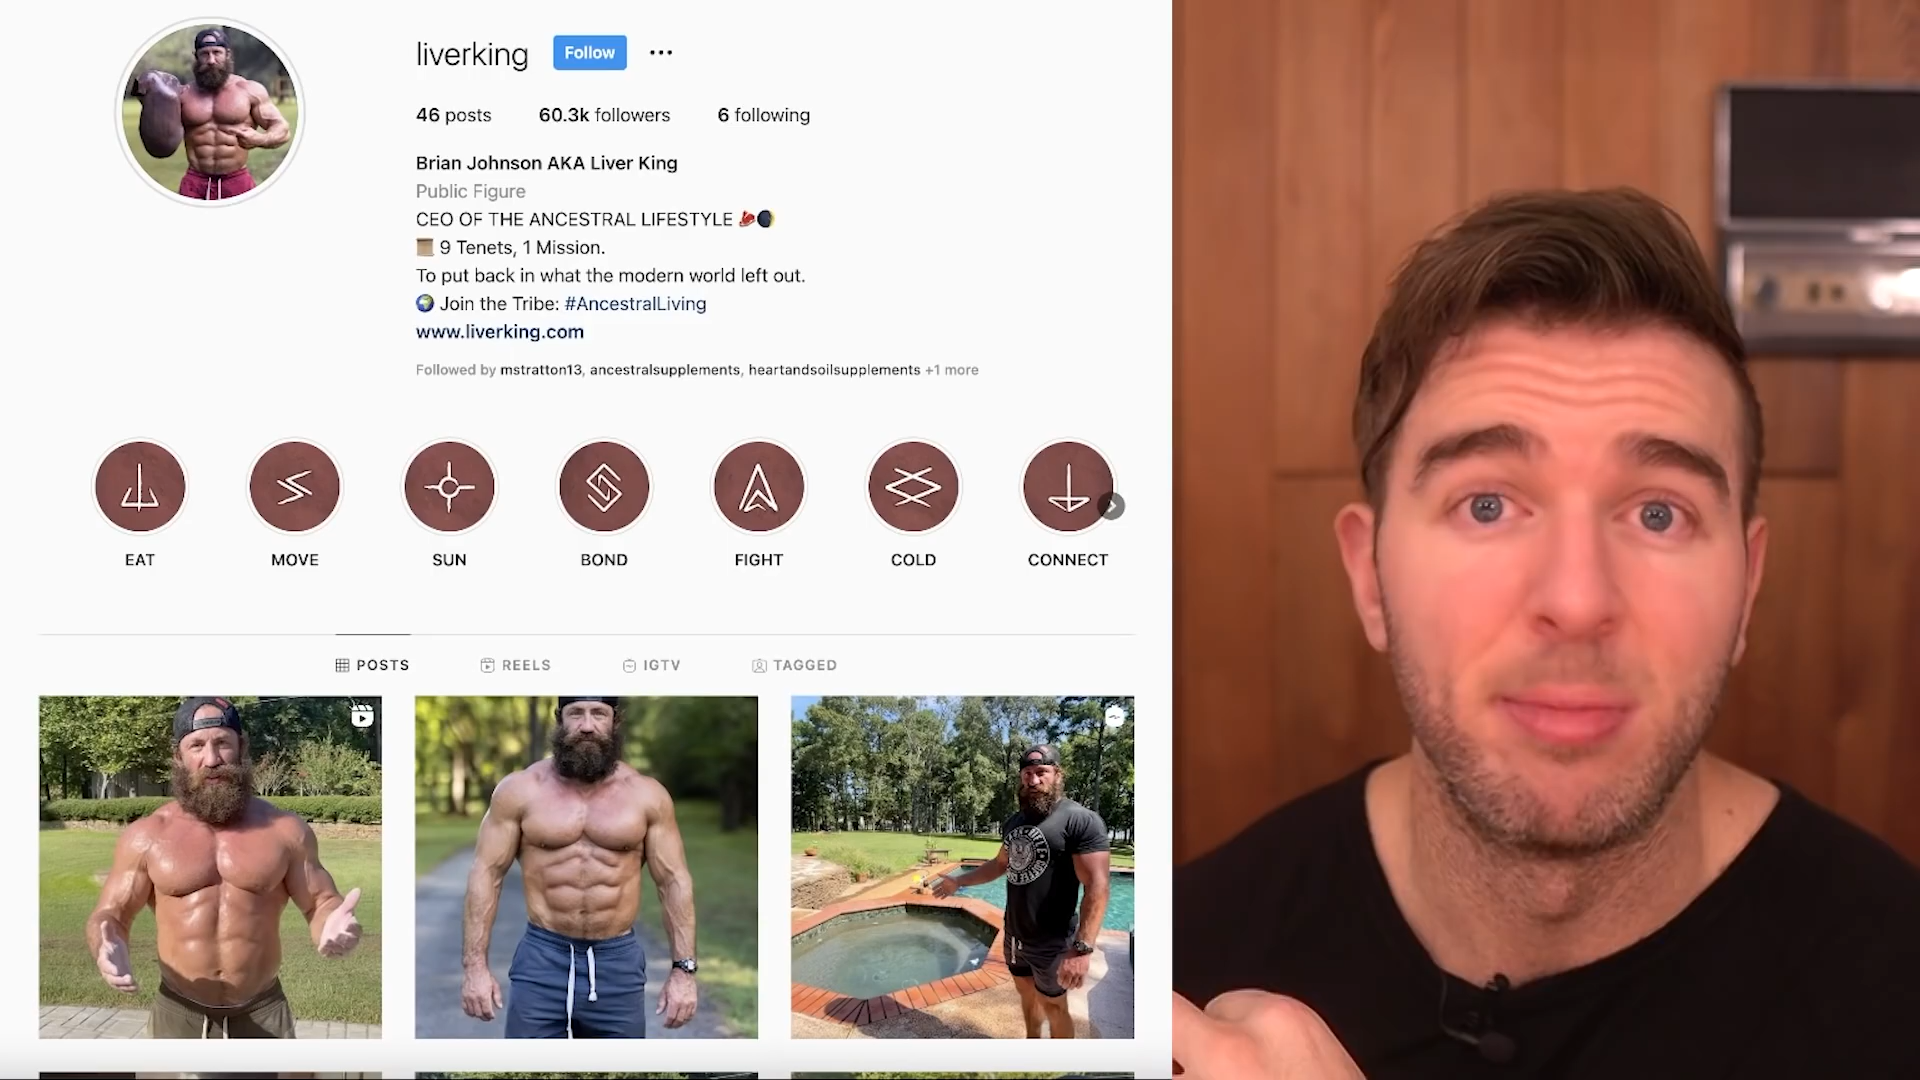 liverking Follow
46 posts 60.3k followers 6 following
Brian Johnson AKA Liver King
Public Figure
CEO OF THE ANCESTRAL LIFESTYLE 🥩🌒
📜 9 Tenets, 1 Mission.
To put back in what the modern world left out.
🌍 Join the Tribe: #AncestralLiving
www.liverking.com
Followed by mstratton13, ancestralsupplements, heartandsoilsupplements +1 more
EAT MOVE SUN BOND FIGHT COLD CONNECT
POSTS REELS IGTV TAGGED